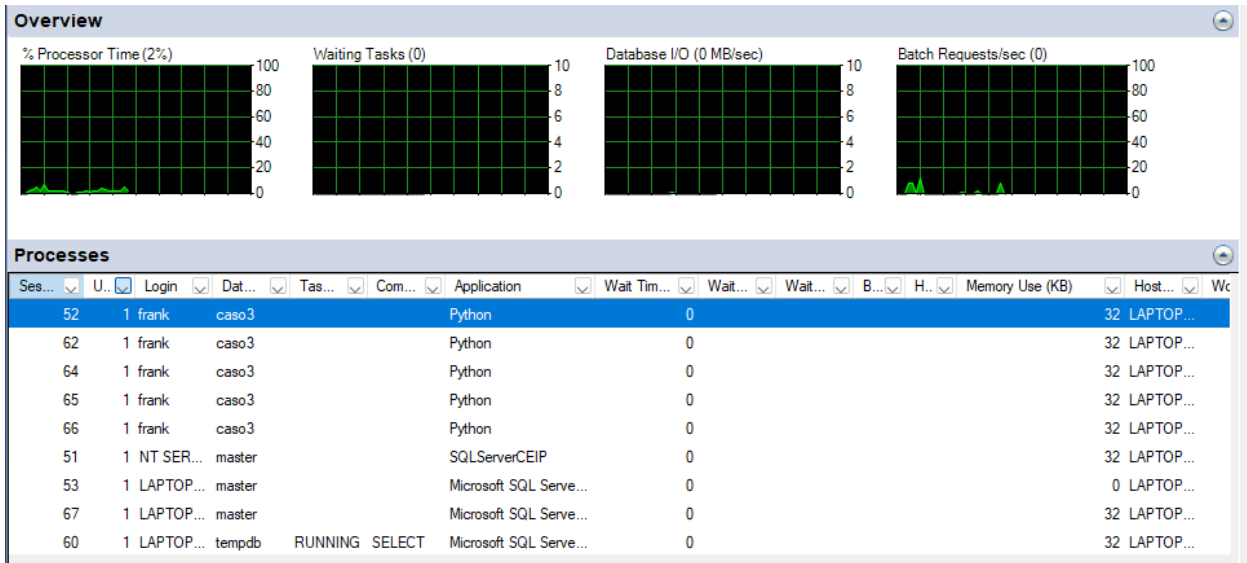 Overview
% Processor Time (2%) Waiting Tasks (0) Database I/O (0 MB/sec) Batch Requests/sec (0)
100 10 10 100
80 8 8 80
60 6 6 60
40 4 4 40
20 2 2 20
0 0 0 0
Processes
Ses... U.. Login Dat... Tas... Com... Application Wait Tim... Wait... Wait... B... H.. Memory Use (KB) Host... Wo
52 1 frank caso3 Python 0 32 LAPTOP...
62 1 frank caso3 Python 0 32 LAPTOP...
64 1 frank caso3 Python 0 32 LAPTOP...
65 1 frank caso3 Python 0 32 LAPTOP...
66 1 frank caso3 Python 0 32 LAPTOP...
51 1 NT SER... master SQLServerCEIP 0 32 LAPTOP...
53 1 LAPTOP... master Microsoft SQL Serve... 0 0 LAPTOP...
67 1 LAPTOP... master Microsoft SQL Serve... 0 32 LAPTOP...
60 1 LAPTOP... tempdb RUNNING SELECT Microsoft SQL Serve... 0 32 LAPTOP...